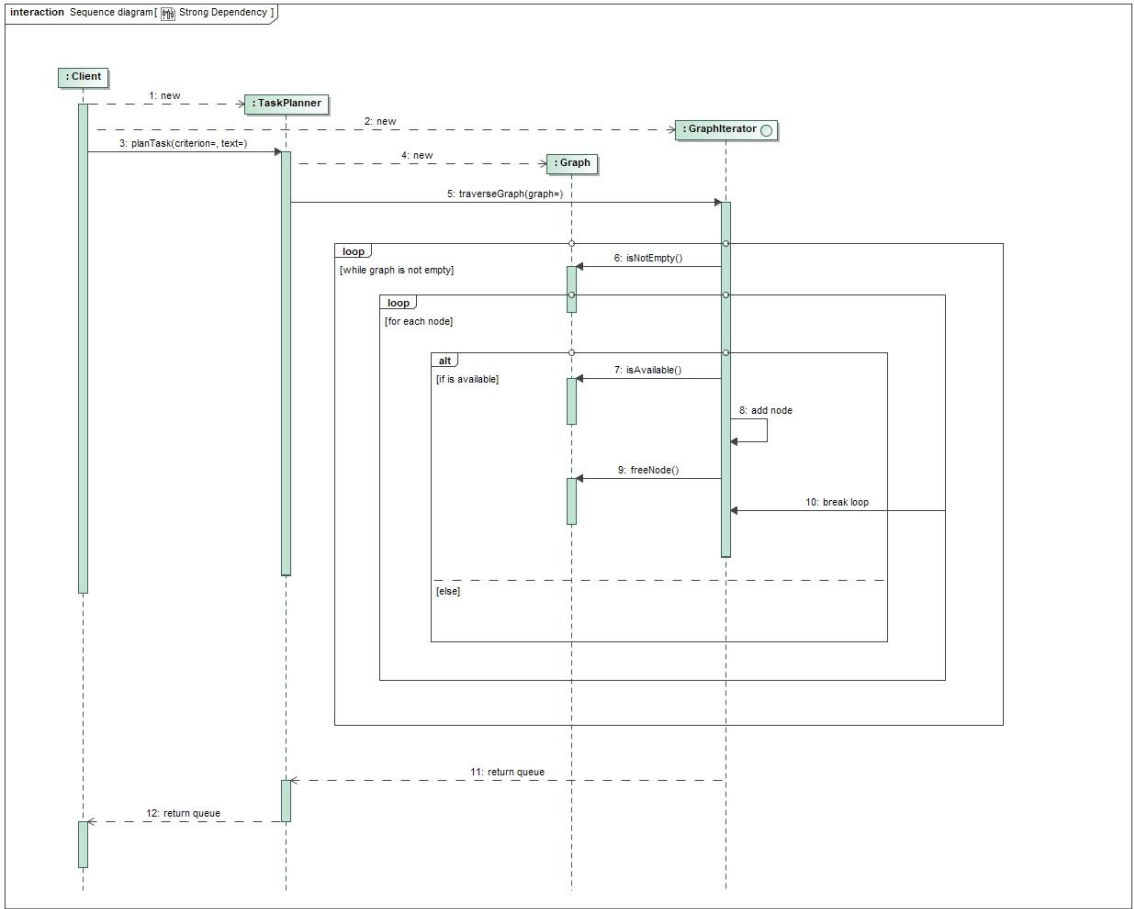 interaction Sequence diagram[ Strong Dependency ]
: Client
1: new
: TaskPlanner
2: new
: GraphIterator
3: planTask(criterion=, text=)
4: new
: Graph
5: traverseGraph(graph=)
loop
6: isNotEmpty()
[while graph is not empty]
loop
[for each node]
alt
7: isAvailable()
[if is available]
8: add node
9: freeNode()
10: break loop
[else]
11: return queue
12: return queue